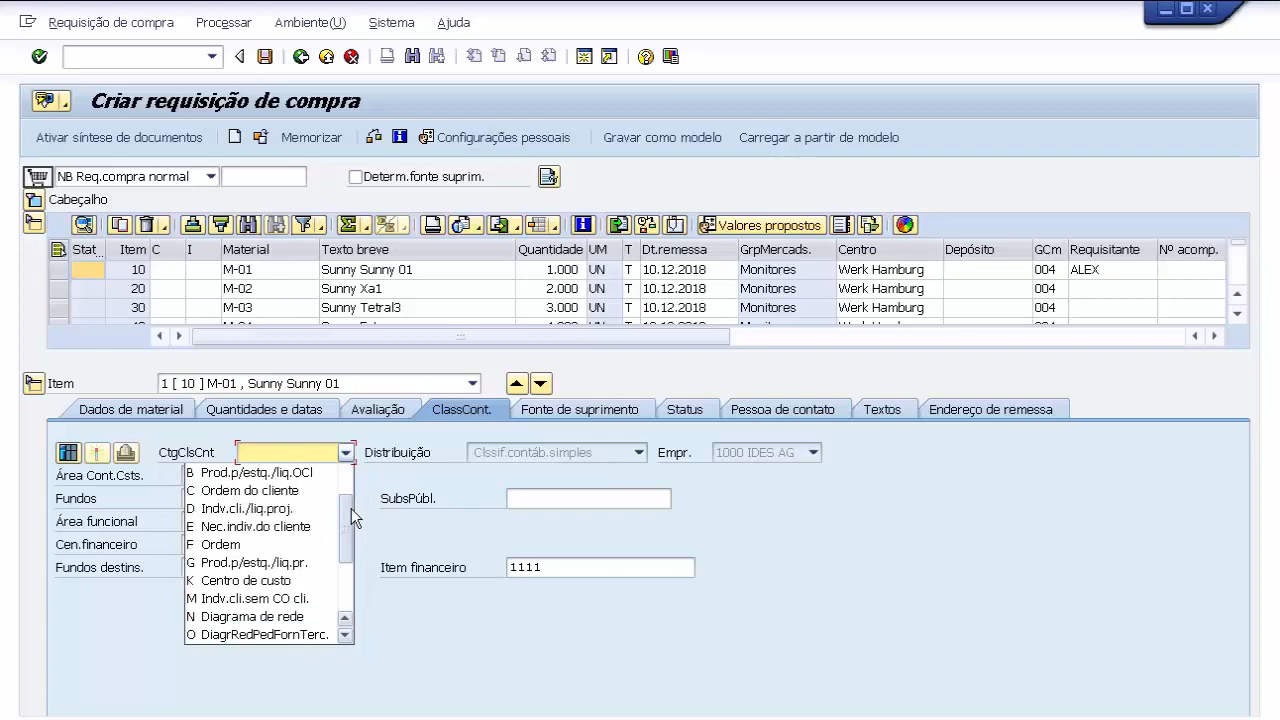 Requisição de compra Processar Ambiente(U) Sistema Ajuda
Criar requisição de compra
Ativar síntese de documentos Memorizar Configurações pessoais Gravar como modelo Carregar a partir de modelo
NB Req.compra normal Determ.fonte suprim.
Cabeçalho
Valores propostos
Stat... Item C I Material Texto breve Quantidade UM T Dt.remessa GrpMercads. Centro Depósito GCm Requisitante Nº acomp.
10 M-01 Sunny Sunny 01 1.000 UN T 10.12.2018 Monitores Werk Hamburg 004 ALEX
20 M-02 Sunny Xa1 2.000 UN T 10.12.2018 Monitores Werk Hamburg 004
30 M-03 Sunny Tetral3 3.000 UN T 10.12.2018 Monitores Werk Hamburg 004
Item 1 [ 10 ] M-01 , Sunny Sunny 01
Dados de material Quantidades e datas Avaliação ClassCont. Fonte de suprimento Status Pessoa de contato Textos Endereço de remessa
CtgClsCnt Distribuição Clssif.contáb.simples Empr. 1000 IDES AG
Área Cont.Csts.
Fundos SubsPúbl.
Área funcional
Cen.financeiro
Fundos destins. Item financeiro 1111
B Prod.p/estq./liq.OCl
C Ordem do cliente
D Indv.cli./liq.proj.
E Nec.indiv.do cliente
F Ordem
G Prod.p/estq./liq.pr.
K Centro de custo
M Indv.cli.sem CO cli.
N Diagrama de rede
O DiagrRedPedFornTerc.